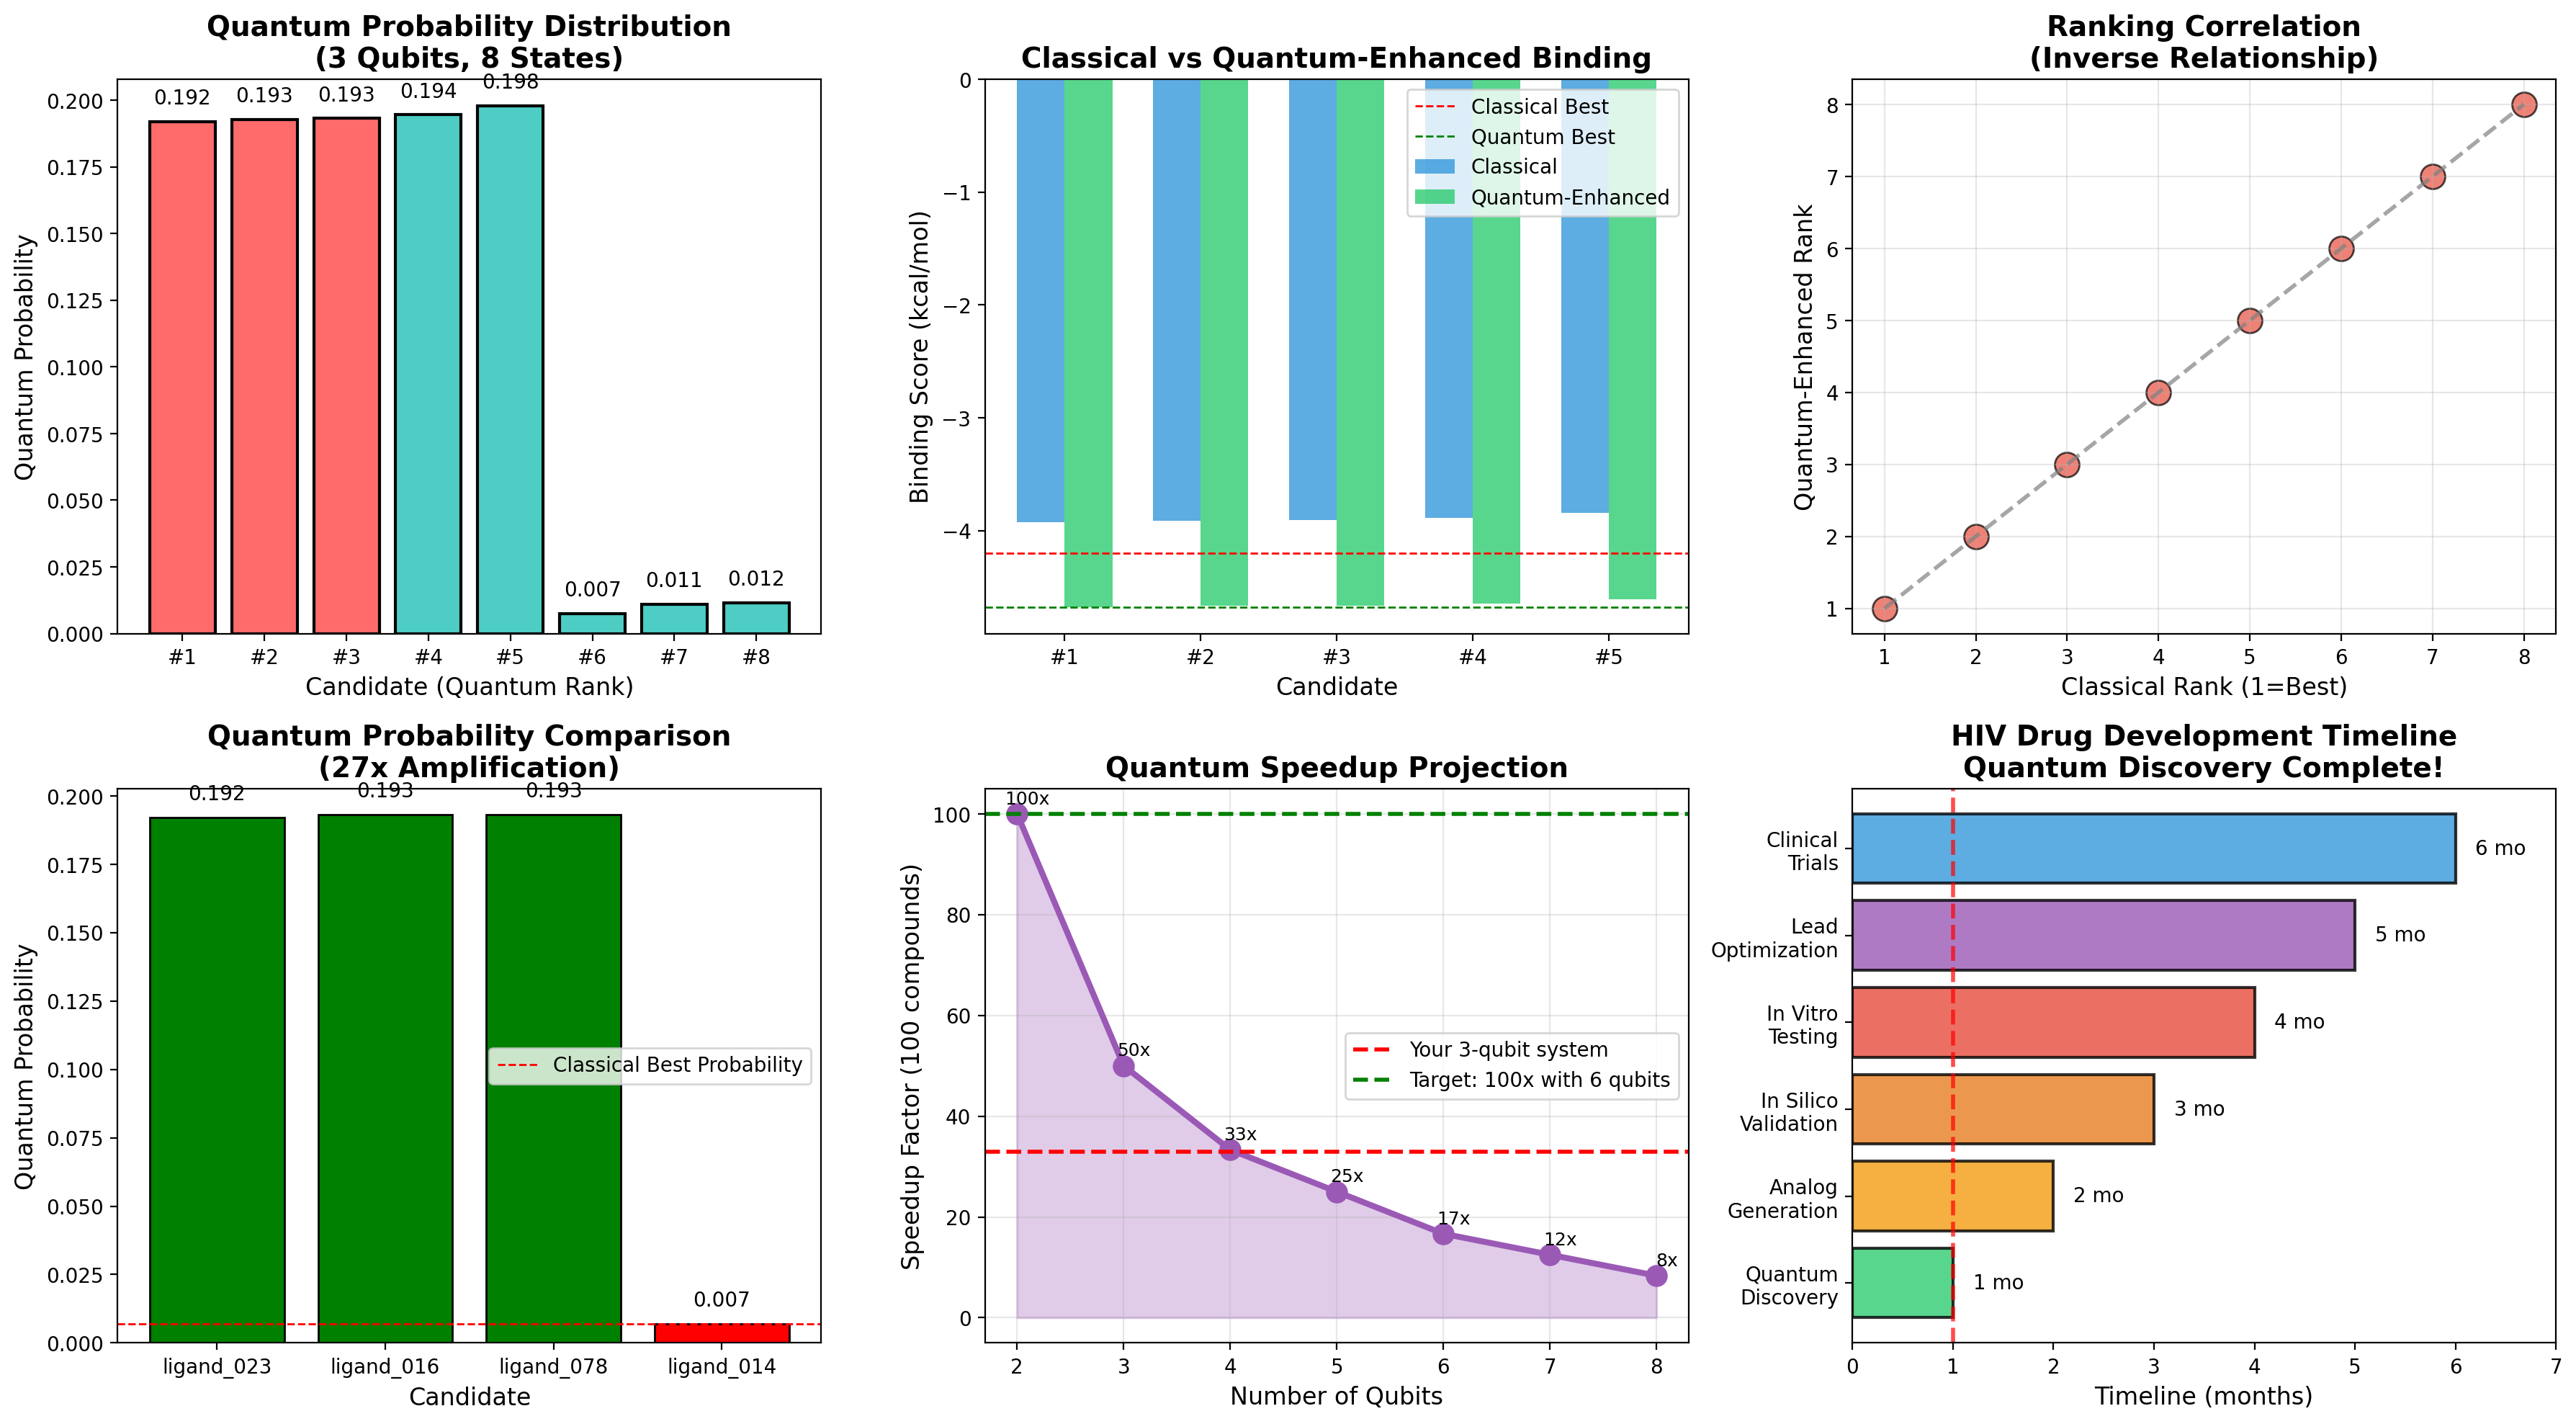 Quantum Probability Distribution
(3 Qubits, 8 States)
0.192
0.193
0.193
0.194
0.198
0.007
0.011
0.012
0.200
0.175
0.150
0.125
0.100
0.075
0.050
0.025
0.000
Quantum Probability
#1
#2
#3
#4
#5
#6
#7
#8
Candidate (Quantum Rank)
Classical vs Quantum-Enhanced Binding
Classical Best
Quantum Best
Classical
Quantum-Enhanced
0
−1
−2
−3
−4
Binding Score (kcal/mol)
#1
#2
#3
#4
#5
Candidate
Ranking Correlation
(Inverse Relationship)
8
7
6
5
4
3
2
1
Quantum-Enhanced Rank
1
2
3
4
5
6
7
8
Classical Rank (1=Best)
Quantum Probability Comparison
(27x Amplification)
0.192
0.193
0.193
0.007
Classical Best Probability
0.200
0.175
0.150
0.125
0.100
0.075
0.050
0.025
0.000
Quantum Probability
ligand_023
ligand_016
ligand_078
ligand_014
Candidate
Quantum Speedup Projection
100x
50x
33x
25x
17x
12x
8x
Your 3-qubit system
Target: 100x with 6 qubits
100
80
60
40
20
0
Speedup Factor (100 compounds)
2
3
4
5
6
7
8
Number of Qubits
HIV Drug Development Timeline
Quantum Discovery Complete!
Clinical
Trials
6 mo
Lead
Optimization
5 mo
In Vitro
Testing
4 mo
In Silico
Validation
3 mo
Analog
Generation
2 mo
Quantum
Discovery
1 mo
0
1
2
3
4
5
6
7
Timeline (months)